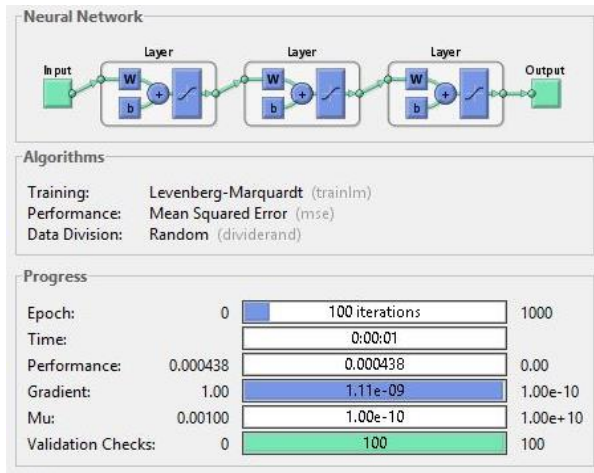 Neural Network
Layer Layer Layer
Input W b + W b + W b + Output
Algorithms
Training: Levenberg-Marquardt (trainlm)
Performance: Mean Squared Error (mse)
Data Division: Random (dividerand)
Progress
Epoch: 0 100 iterations 1000
Time: 0:00:01
Performance: 0.000438 0.000438 0.00
Gradient: 1.00 1.11e-09 1.00e-10
Mu: 0.00100 1.00e-10 1.00e+10
Validation Checks: 0 100 100